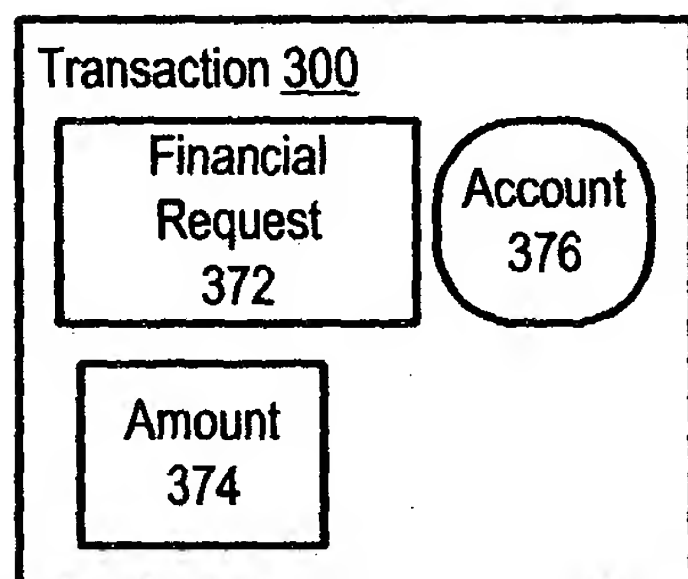 Transaction 300
Financial
Request
372
Account
376
Amount
374